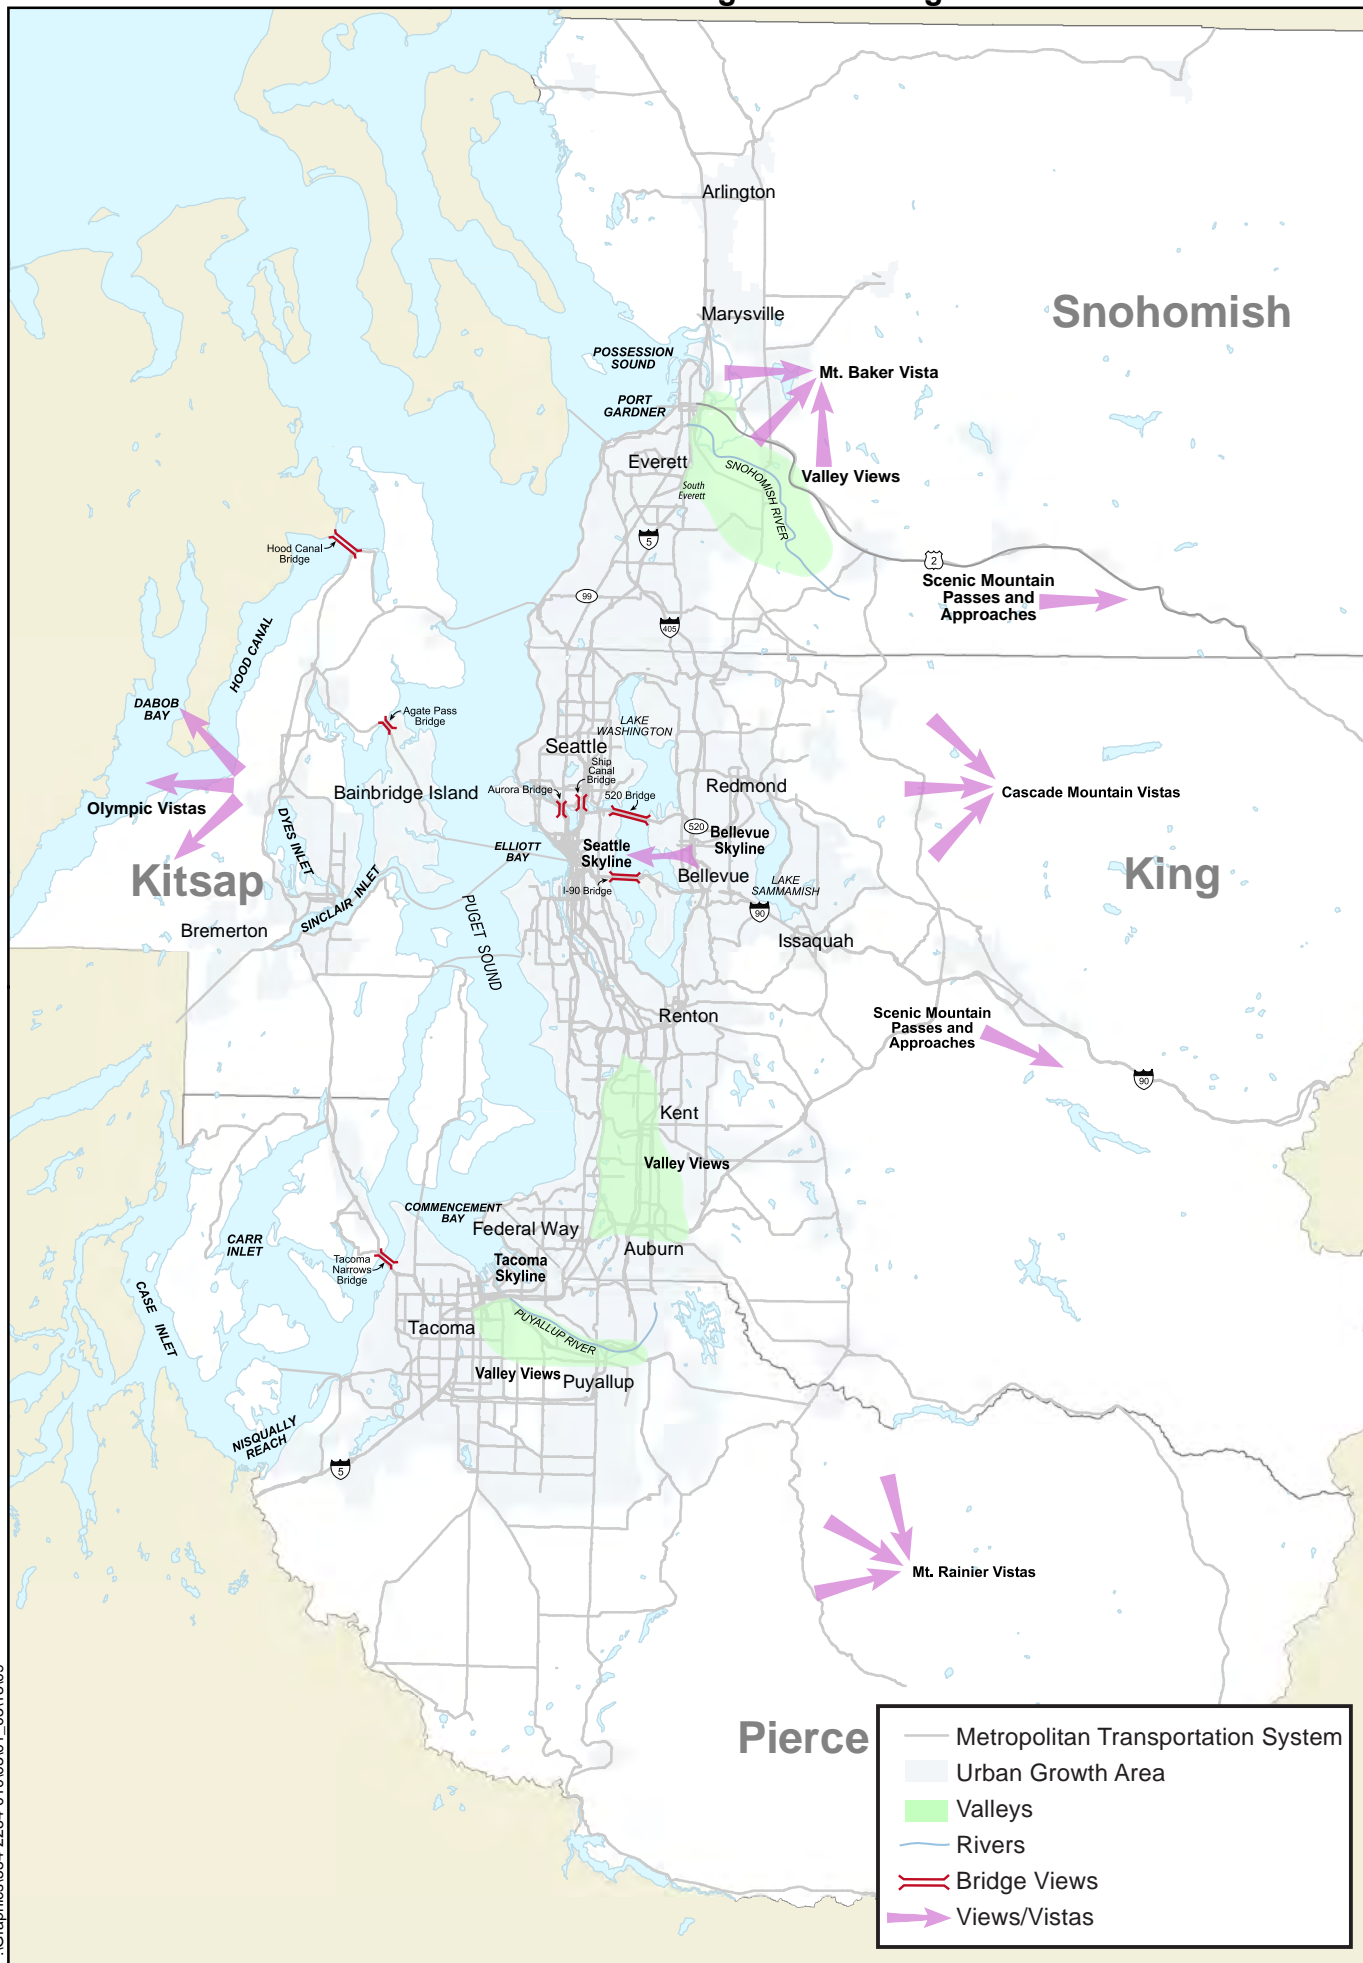 Arlington
Snohomish
Marysville
POSSESSION
SOUND
Mt. Baker Vista
PORT
GARDNER
Everett
SNOHOMISH RIVER
Valley Views
South
Everett
5
Hood Canal
Bridge
2
Scenic Mountain
Passes and
Approaches
99
405
HOOD CANAL
DABOB
BAY
Agate Pass
Bridge
LAKE
WASHINGTON
Seattle
Ship
Canal
Bridge
Aurora Bridge
520 Bridge
Redmond
Bainbridge Island
Cascade Mountain Vistas
Olympic Vistas
DYES INLET
520
Bellevue
Skyline
ELLIOTT
BAY
Seattle
Skyline
Bellevue
King
Kitsap
I-90 Bridge
LAKE
SAMMAMISH
SINCLAIR INLET
90
Bremerton
PUGET SOUND
Issaquah
Renton
Scenic Mountain
Passes and
Approaches
90
Kent
Valley Views
COMMENCEMENT
BAY
Federal Way
CARR
INLET
Auburn
Tacoma
Narrows
Bridge
Tacoma
Skyline
CASE INLET
Tacoma
PUYALLUP RIVER
Valley Views
Puyallup
NISQUALLY
REACH
5
Mt. Rainier Vistas
Pierce
Metropolitan Transportation System
Urban Growth Area
Valleys
Rivers
Bridge Views
Views/Vistas